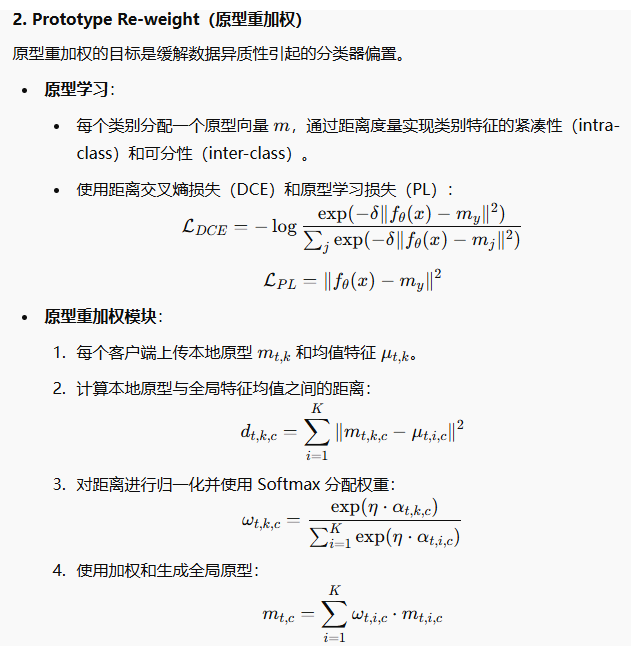 2. Prototype Re-weight(原型重加权)
原型重加权的目标是缓解数据异质性引起的分类器偏置。
• 原型学习：
• 每个类别分配一个原型向量 m，通过距离度量实现类别特征的紧凑性（intra-
class）和可分性（inter-class）。
• 使用距离交叉熵损失（DCE）和原型学习损失（PL）：
\mathcal{L}_{DCE} = -\log \frac{\exp(-\delta \| f_\theta(x) - m_y \|^2)}{\sum_j \exp(-\delta \| f_\theta(x) - m_j \|^2)}
\mathcal{L}_{PL} = \| f_\theta(x) - m_y \|^2
• 原型重加权模块：
1. 每个客户端上传本地原型 m_{t,k} 和均值特征 \mu_{t,k}。
2. 计算本地原型与全局特征均值之间的距离：
d_{t,k,c} = \sum_{i=1}^{K} \| m_{t,k,c} - \mu_{t,i,c} \|^2
3. 对距离进行归一化并使用 Softmax 分配权重：
\omega_{t,k,c} = \frac{\exp(\eta \cdot \alpha_{t,k,c})}{\sum_{i=1}^{K} \exp(\eta \cdot \alpha_{t,i,c})}
4. 使用加权和生成全局原型：
m_{t,c} = \sum_{i=1}^{K} \omega_{t,i,c} \cdot m_{t,i,c}